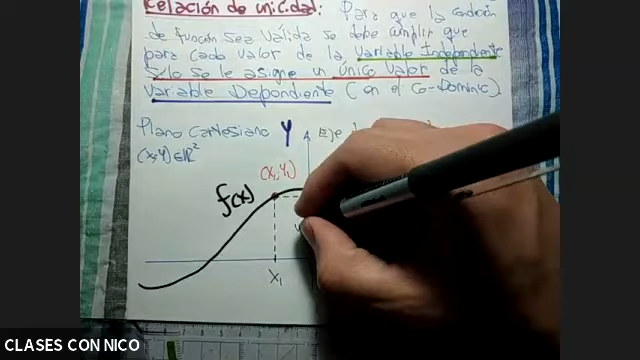 Relación de unicidad: Para que la condición
de función sea válida se debe cumplir que
para cada valor de la variable Independiente
sólo se le asigne un único valor de la
variable Dependiente (en el Co-Dominio).
Plano Cartesiano
Y
Eje
(x,y)∈ℝ²
(x₁,y₁)
f(x)
x₁
CLASES CON NICO